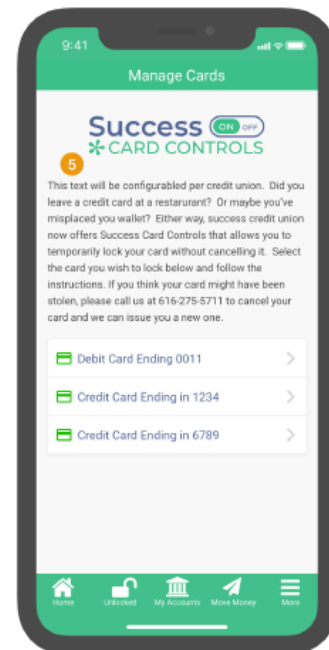 9:41
Manage Cards
Success ON OFF
CARD CONTROLS
5
This text will be configurable per credit union. Did you
leave a credit card at a restarurant? Or maybe you've
misplaced you wallet? Either way, success credit union
now offers Success Card Controls that allows you to
temporarily lock your card without cancelling it. Select
the card you wish to lock below and follow the
instructions. If you think your card might have been
stolen, please call us at 616-275-5711 to cancel your
card and we can issue you a new one.
Debit Card Ending 0011
Credit Card Ending in 1234
Credit Card Ending in 6789
Home Unlocked My Accounts Move Money More